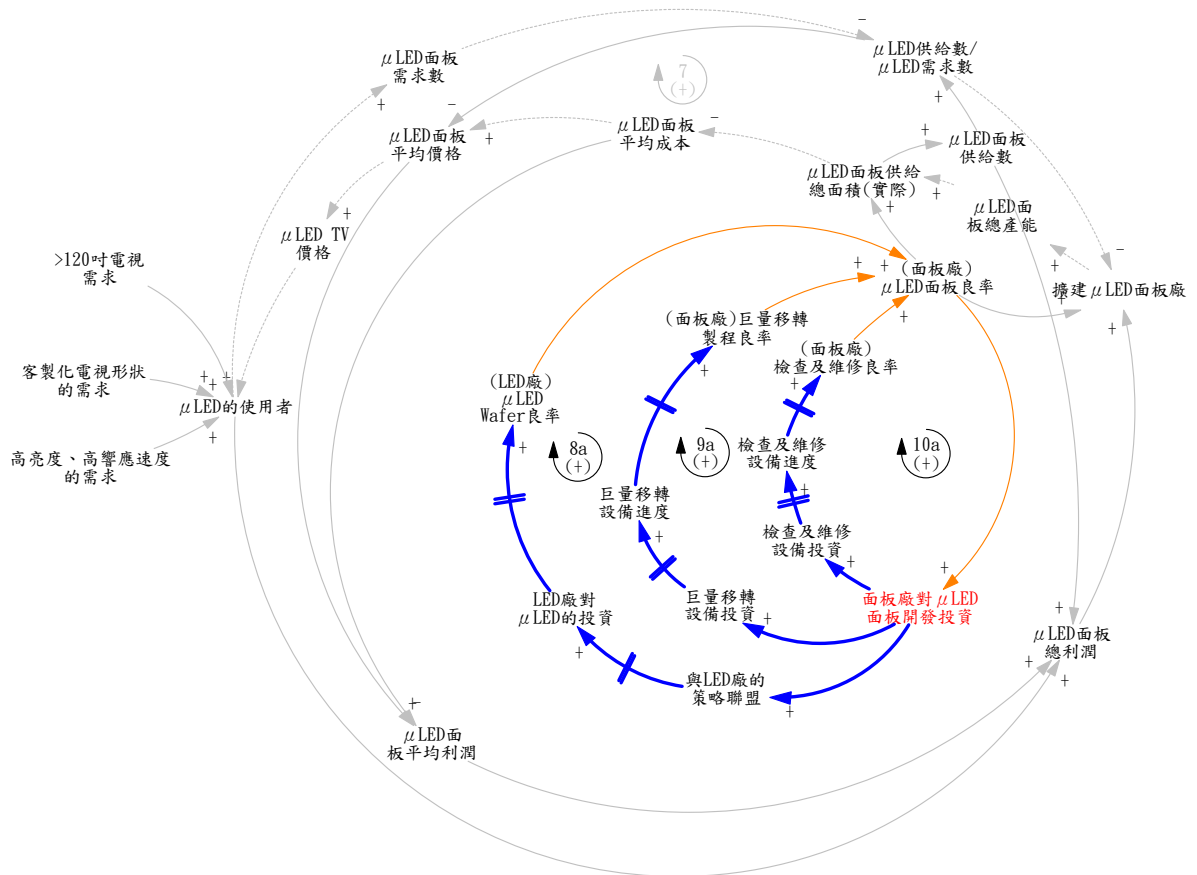 μLED面板
需求數
-
μLED供給數/
μLED需求數
+
+
-
7
(+)
μLED面板
平均價格
+
μLED面板
平均成本
-
+
μLED面板
供給數
μLED面板供給
總面積(實際)
+
+
μLED面
板總產能
+
μLED TV
價格
>120吋電視
需求
+
+
(面板廠)
μLED面板良率
+
+
-
擴建μLED面板廠
+
+
+
(面板廠)巨量移轉
製程良率
+
(面板廠)
檢查及維修良率
+
客製化電視形狀
的需求
+
+
+
μLED的使用者
+
高亮度、高響應速度
的需求
(LED廠)
μLED
Wafer良率
+
8a
(+)
9a
(+)
檢查及維修
設備進度
+
10a
(+)
巨量移轉
設備進度
+
檢查及維修
設備投資
+
LED廠對
μLED的投資
+
巨量移轉
設備投資
+
+
面板廠對μLED
面板開發投資
+
+
μLED面板
總利潤
+
+
+
與LED廠的
策略聯盟
+
+
-
μLED面
板平均利潤